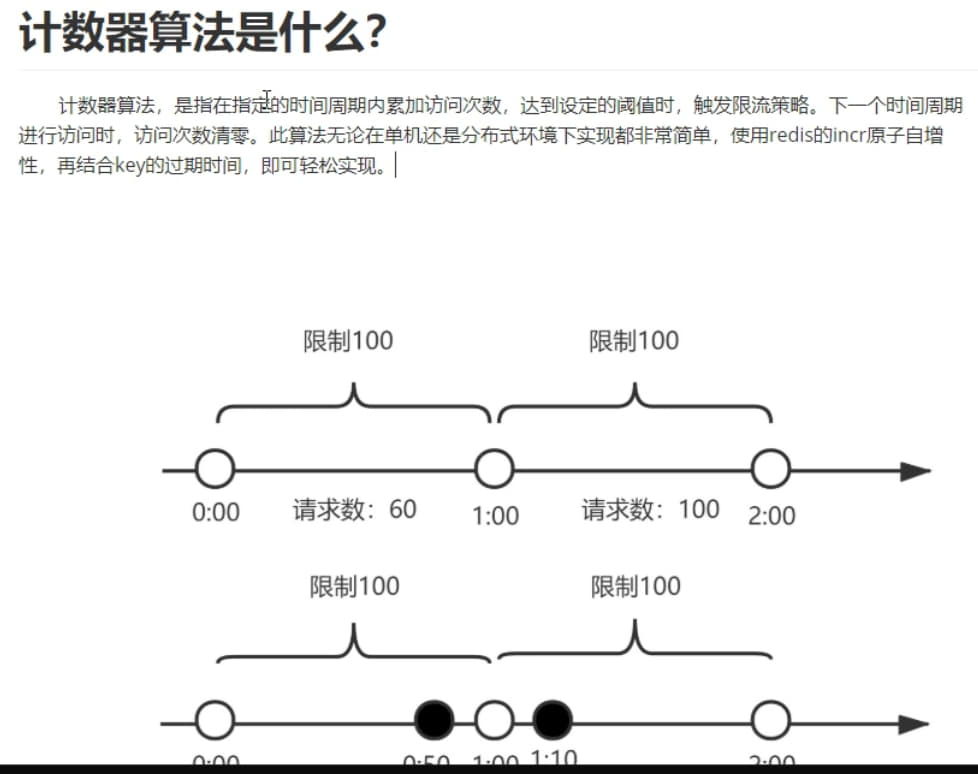 计数器算法是什么？
计数器算法，是指在指定的时间周期内累加访问次数，达到设定的阈值时，触发限流策略。下一个时间周期
进行访问时，访问次数清零。此算法无论在单机还是分布式环境下实现都非常简单，使用redis的incr原子自增
性，再结合key的过期时间，即可轻松实现。
限制100 限制100
0:00 请求数：60 1:00 请求数：100 2:00
限制100 限制100
0:00 0:50 1:00 1:10 2:00